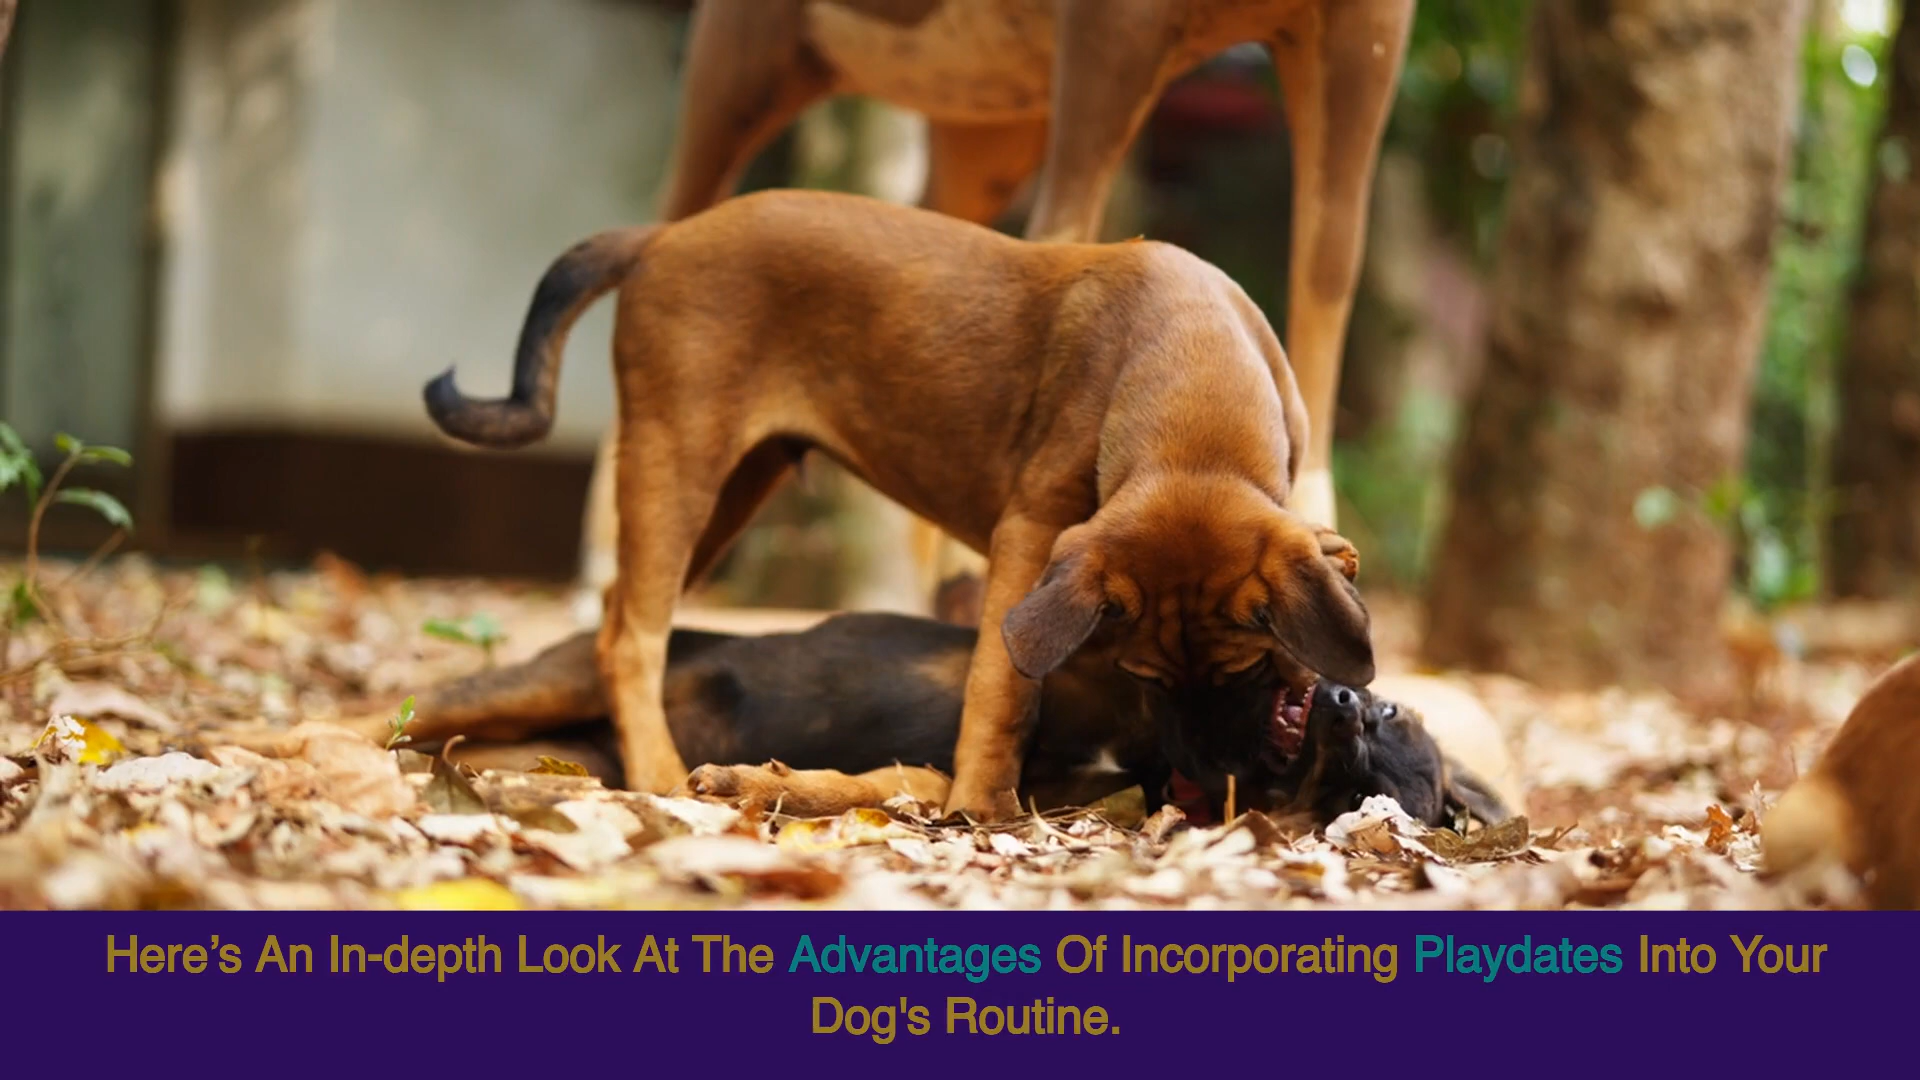 Here’s An In-depth Look At The Advantages Of Incorporating Playdates Into Your
Dog's Routine.